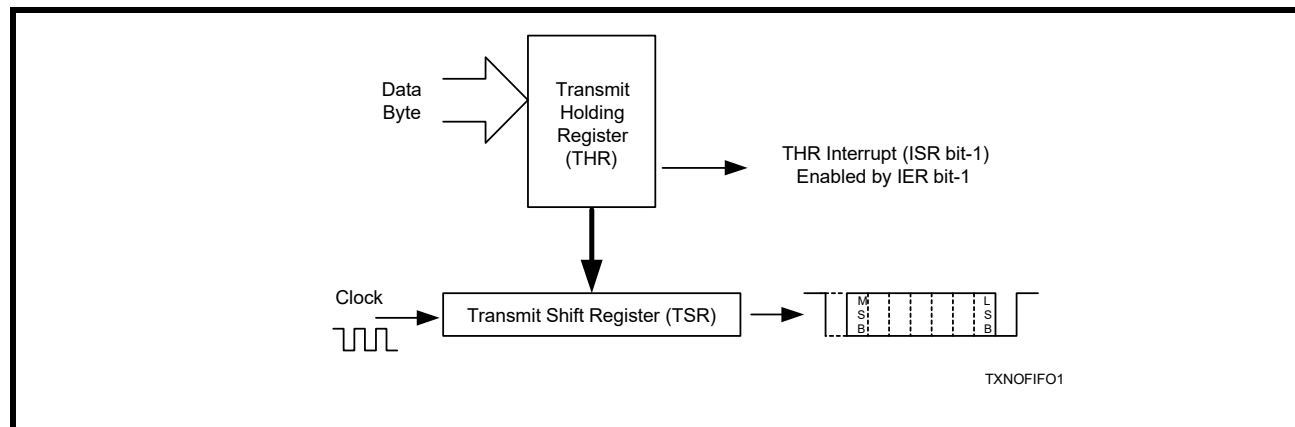 Data
Byte
Transmit
Holding
Register
(THR)
THR Interrupt (ISR bit-1)
Enabled by IER bit-1
Clock
Transmit Shift Register (TSR)
M
S
B
L
S
B
TXNOFIFO1